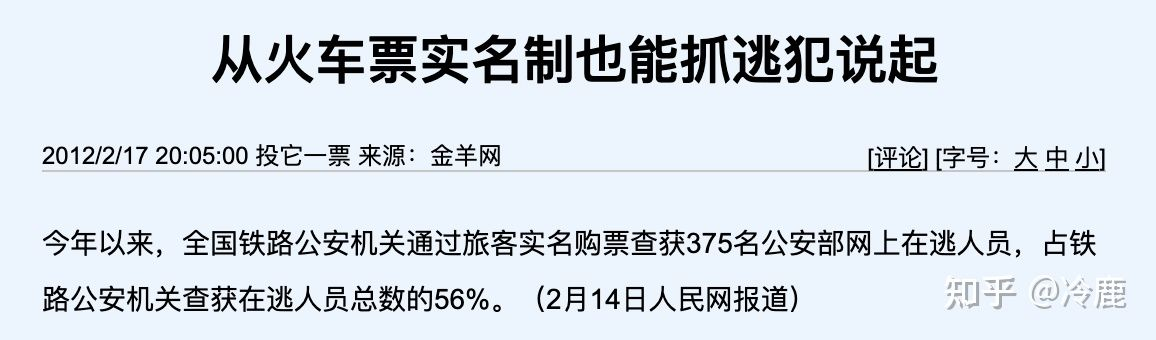 从火车票实名制也能抓逃犯说起
2012/2/17 20:05:00 投它一票 来源：金羊网 [评论] [字号：大 中 小]
今年以来，全国铁路公安机关通过旅客实名购票查获375名公安部网上在逃人员，占铁
路公安机关查获在逃人员总数的56%。（2月14日人民网报道）
知乎 @冷鹿